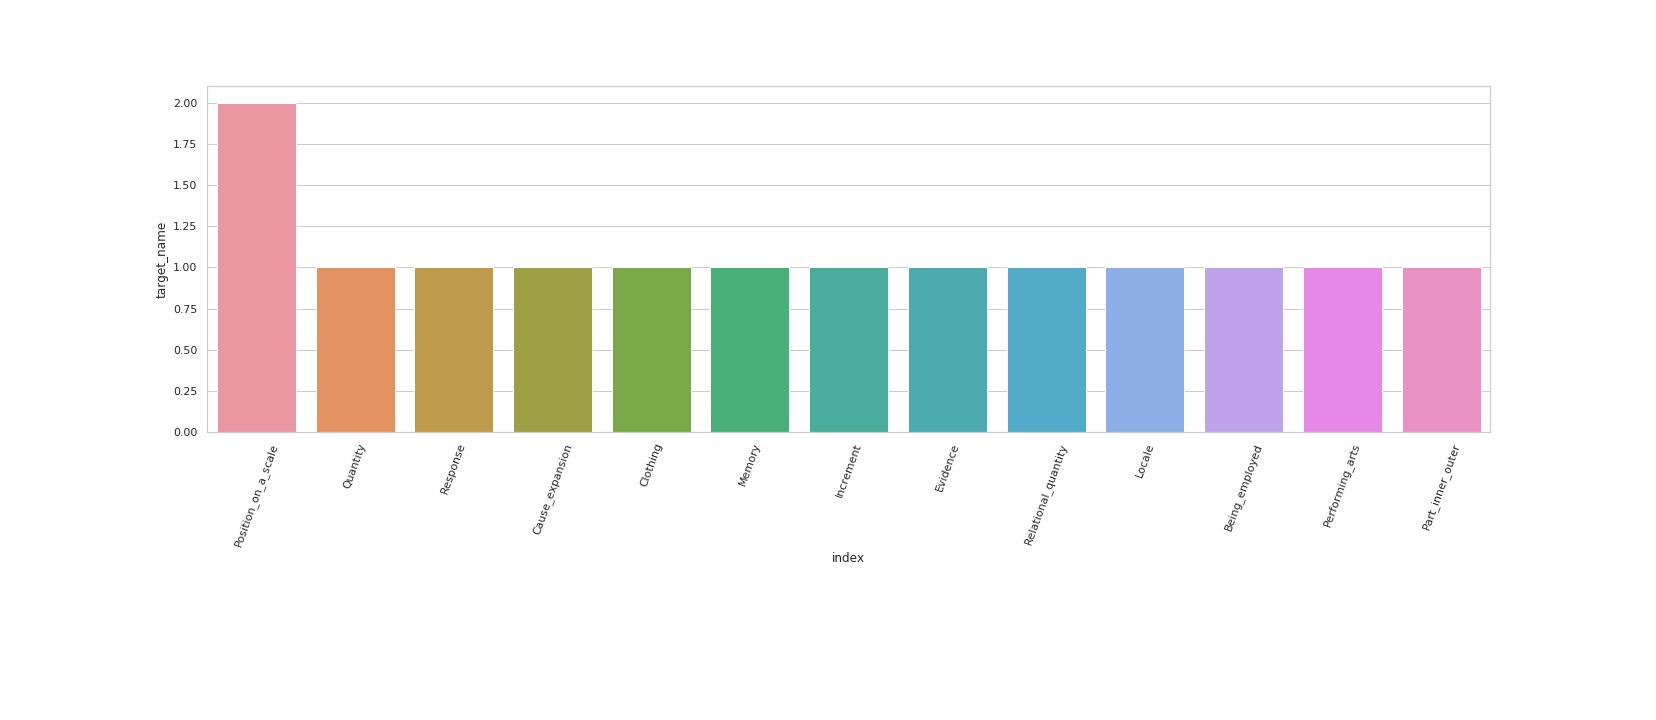 2.00
1.75
1.50
1.25
1.00
0.75
0.50
0.25
0.00
target_name
Position_on_a_scale
Quantity
Response
Cause_expansion
Clothing
Memory
Increment
Evidence
Relational_quantity
Locale
Being_employed
Performing_arts
Part_inner_outer
index